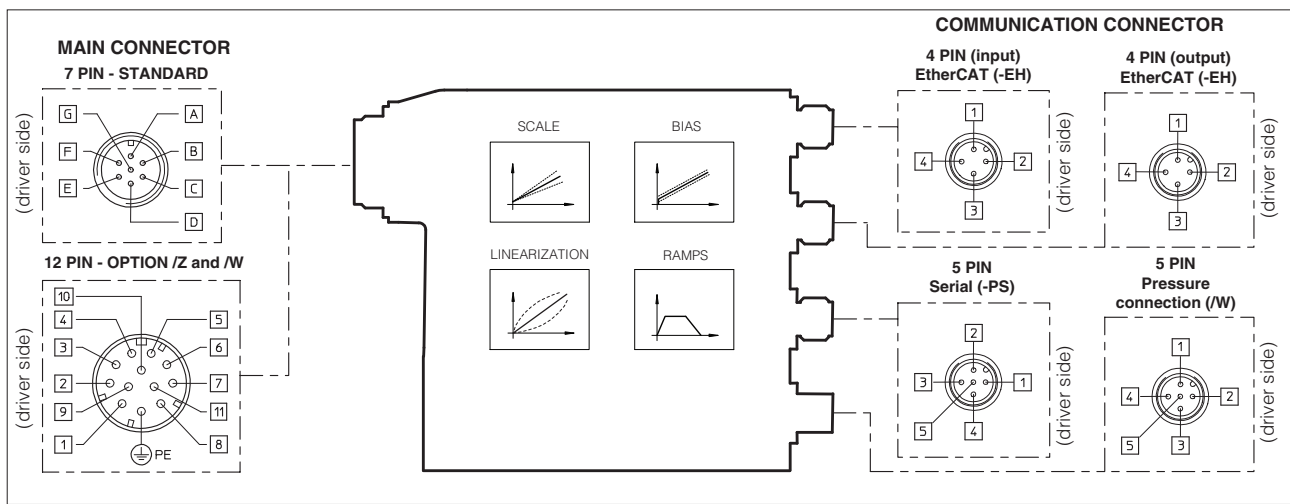 MAIN CONNECTOR
7 PIN - STANDARD
(driver side)
G
A
F
B
E
C
D
12 PIN - OPTION /Z and /W
(driver side)
10
4
5
3
6
2
7
9
11
1
8
PE
SCALE
BIAS
LINEARIZATION
RAMPS
COMMUNICATION CONNECTOR
4 PIN (input)
EtherCAT (-EH)
1
4
2
3
(driver side)
4 PIN (output)
EtherCAT (-EH)
1
4
2
3
(driver side)
5 PIN
Serial (-PS)
2
3
1
5
4
(driver side)
5 PIN
Pressure
connection (/W)
1
4
2
5
3
(driver side)